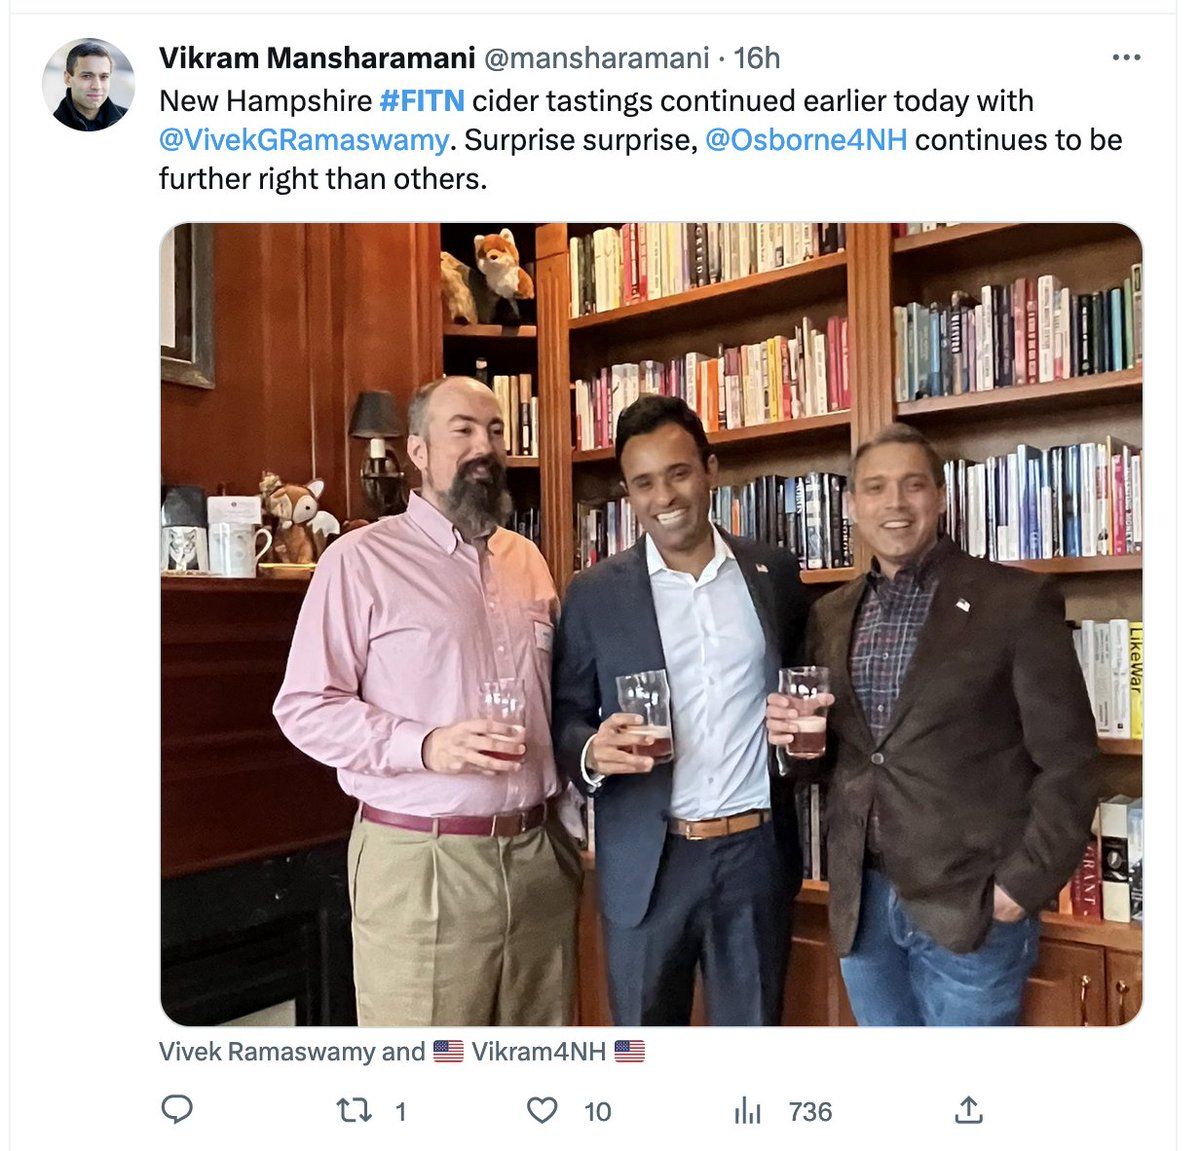 Vikram Mansharamani @mansharamani · 16h
New Hampshire #FITN cider tastings continued earlier today with
@VivekGRamaswamy. Surprise surprise, @Osborne4NH continues to be
further right than others.
LikeWar
Vivek Ramaswamy and 🇺🇸 Vikram4NH 🇺🇸
1 10 736